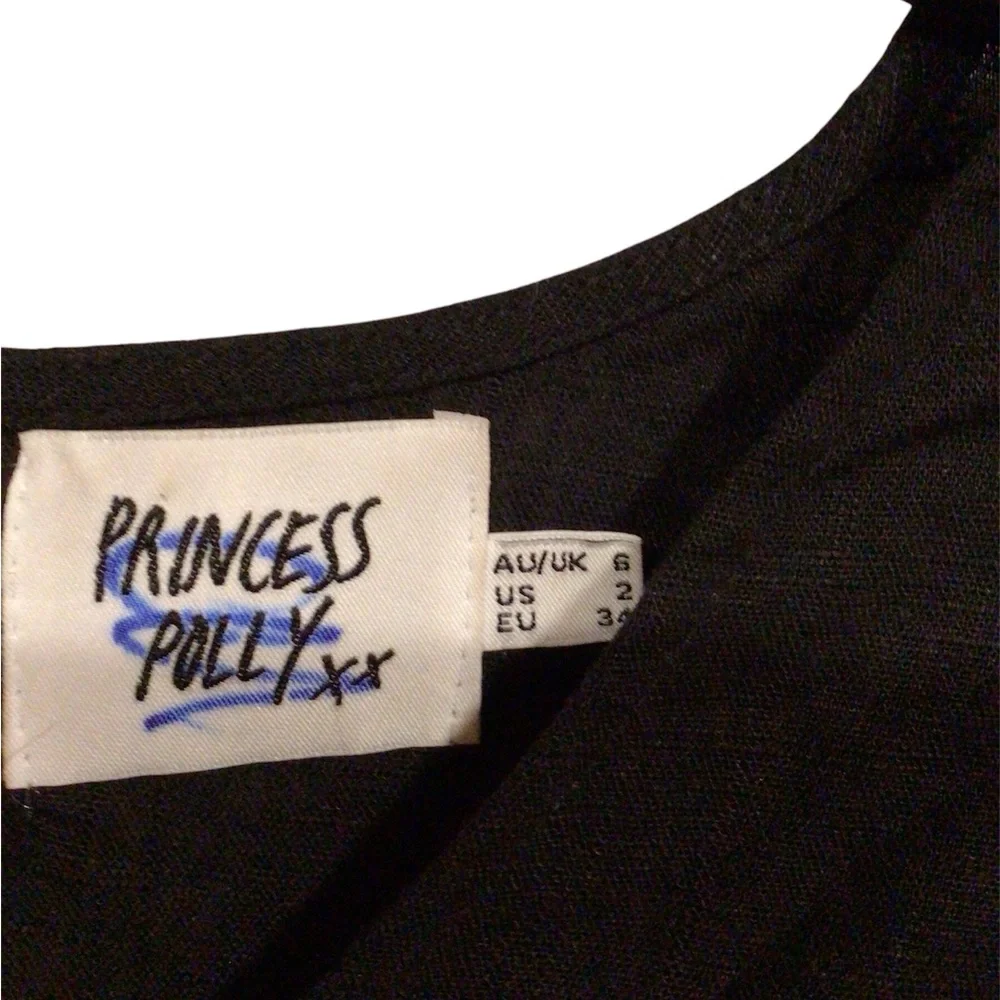 PRINCESS
POLLY xx
AU/UK 6
US 2
EU 34